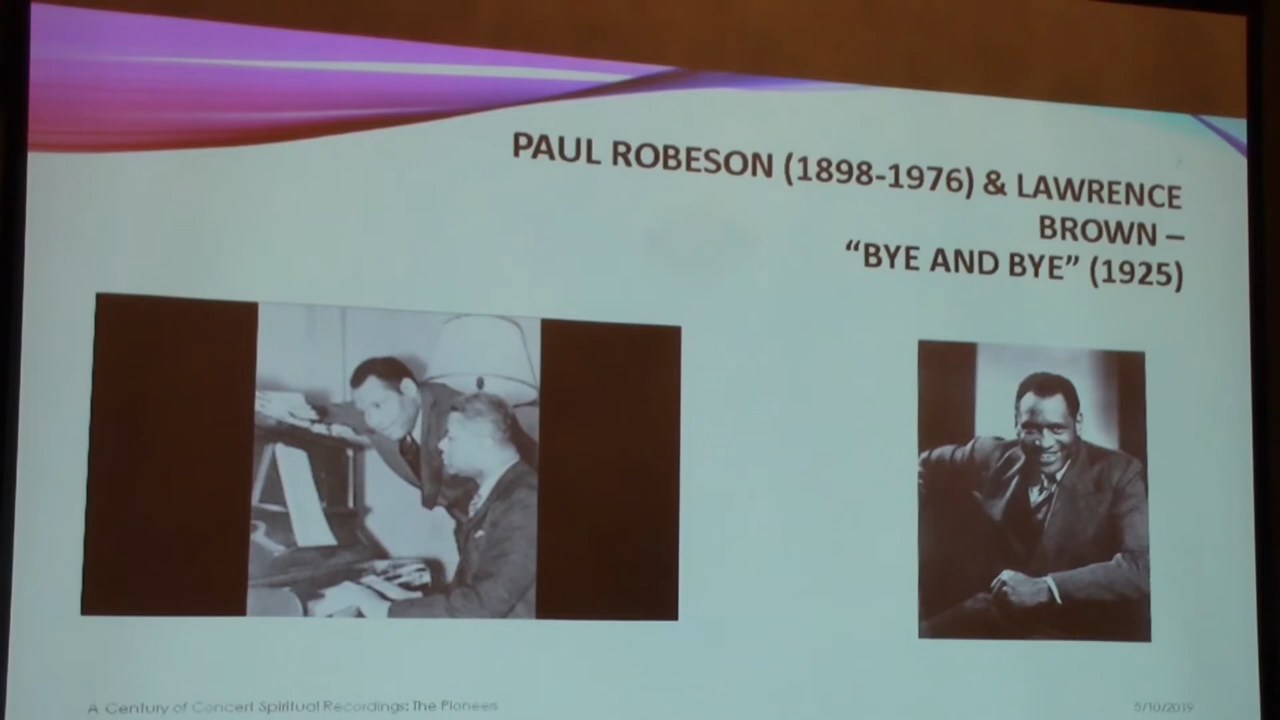 PAUL ROBESON (1898-1976) & LAWRENCE
BROWN –
“BYE AND BYE” (1925)
A Century of Concert Spiritual Recordings: The Pionees
5/10/2019